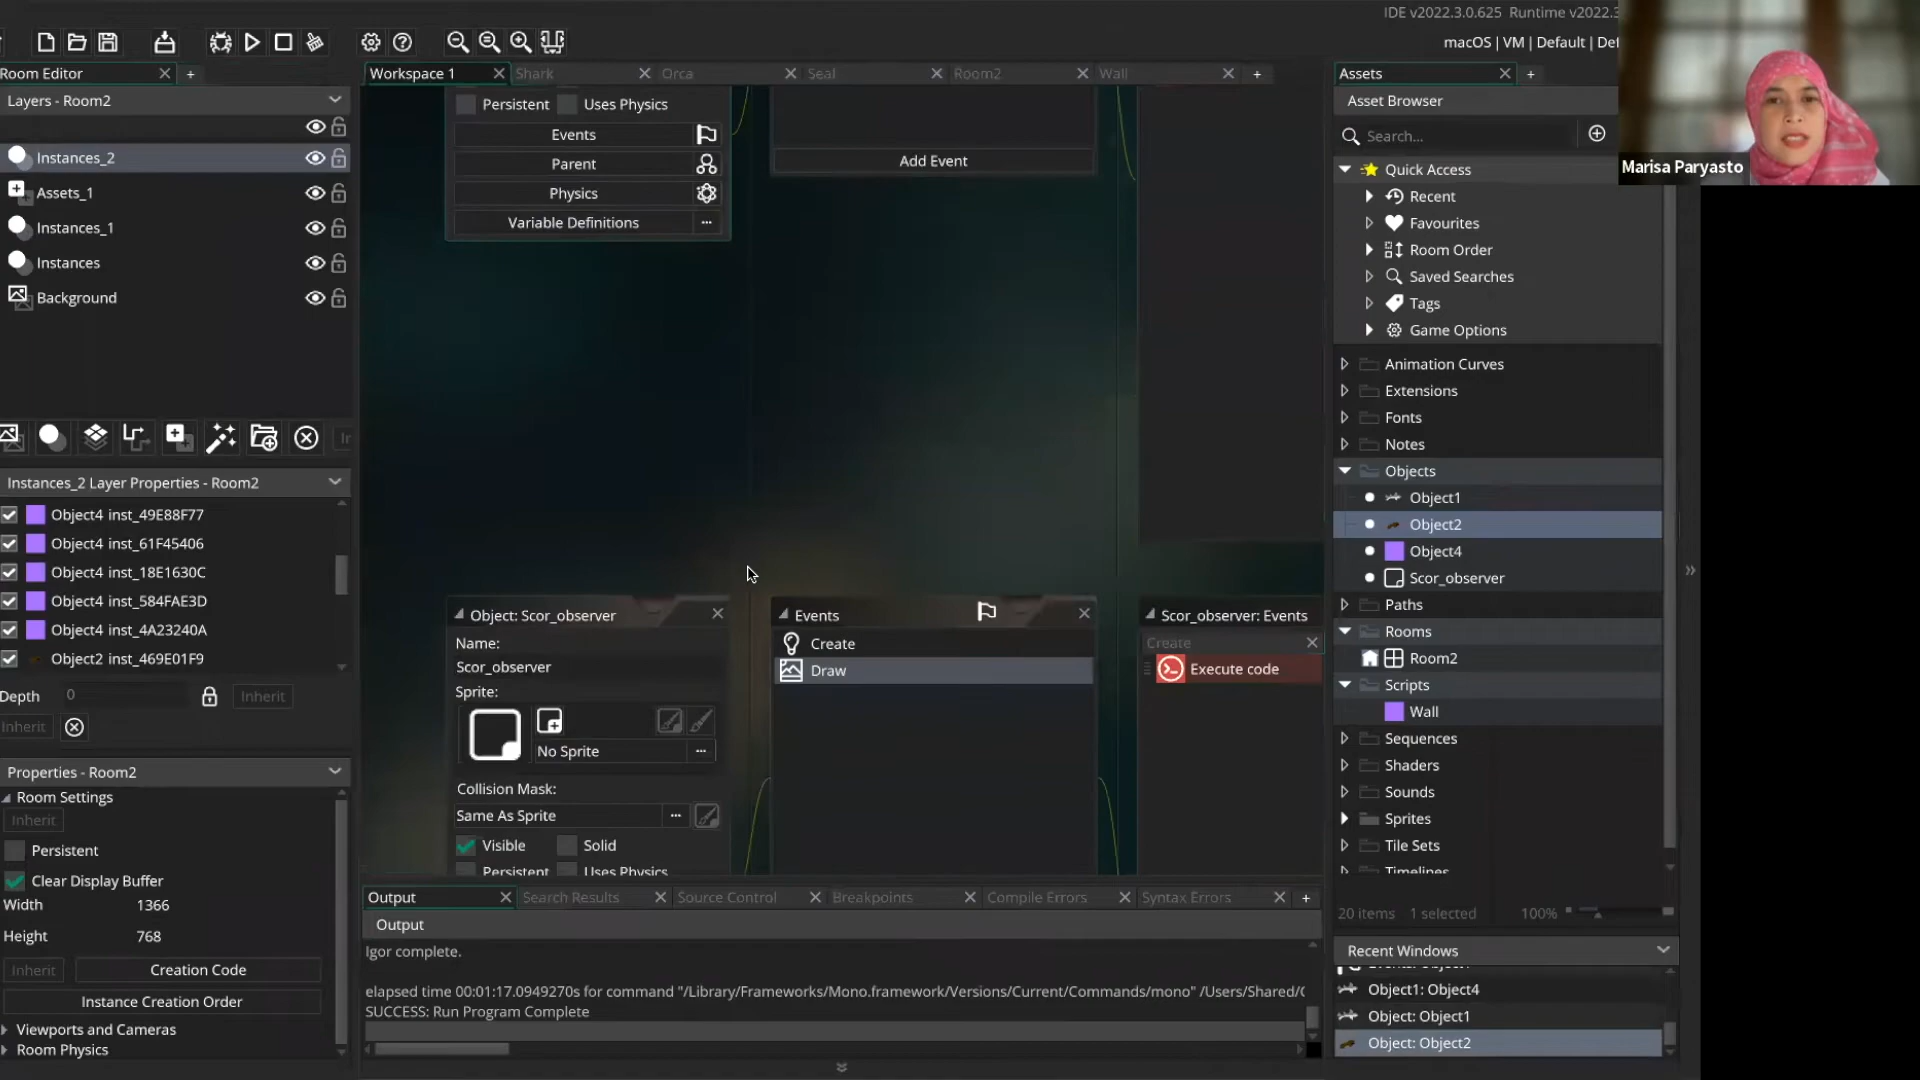 IDE v2022.3.0.625 Runtime v2022.3
macOS | VM | Default | Def
Marisa Paryasto
Room Editor
Layers - Room2
Instances_2
Assets_1
Instances_1
Instances
Background
Instances_2 Layer Properties - Room2
Object4 inst_49E88F77
Object4 inst_61F45406
Object4 inst_18E1630C
Object4 inst_584FAE3D
Object4 inst_4A23240A
Object2 inst_469E01F9
Depth 0 Inherit
Inherit
Properties - Room2
Room Settings
Inherit
Persistent
Clear Display Buffer
Width 1366
Height 768
Inherit Creation Code
Instance Creation Order
Viewports and Cameras
Room Physics
Workspace 1 Shark Orca Seal Room2 Wall
Persistent Uses Physics
Events
Parent
Physics
Variable Definitions
Add Event
Object: Scor_observer
Name:
Scor_observer
Sprite:
No Sprite
Collision Mask:
Same As Sprite
Visible Solid
Persistent Uses Physics
Events
Create
Draw
Scor_observer: Events
Create
Execute code
Output Search Results Source Control Breakpoints Compile Errors Syntax Errors
Output
Igor complete.
elapsed time 00:01:17.0949270s for command "/Library/Frameworks/Mono.framework/Versions/Current/Commands/mono" /Users/Shared/
SUCCESS: Run Program Complete
Assets
Asset Browser
Search...
Quick Access
Recent
Favourites
Room Order
Saved Searches
Tags
Game Options
Animation Curves
Extensions
Fonts
Notes
Objects
Object1
Object2
Object4
Scor_observer
Paths
Rooms
Room2
Scripts
Wall
Sequences
Shaders
Sounds
Sprites
Tile Sets
Timelines
20 items 1 selected 100%
Recent Windows
Object1: Object4
Object: Object1
Object: Object2